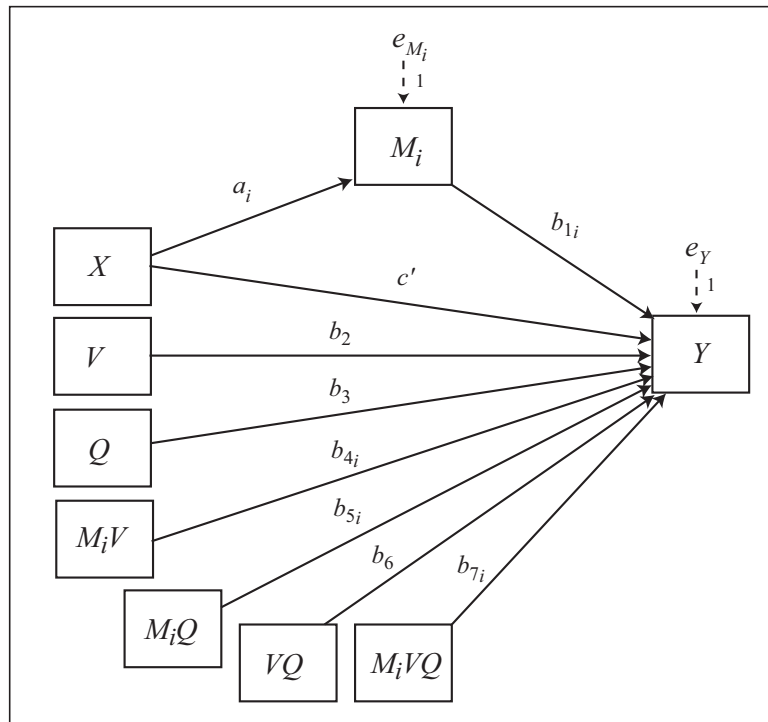 e_{M_i}
1
M_i
a_i
b_{1i}
X
e_Y
1
c′
V
b_2
Y
b_3
Q
b_{4i}
M_iV
b_{5i}
b_6
b_{7i}
M_iQ
VQ
M_iVQ